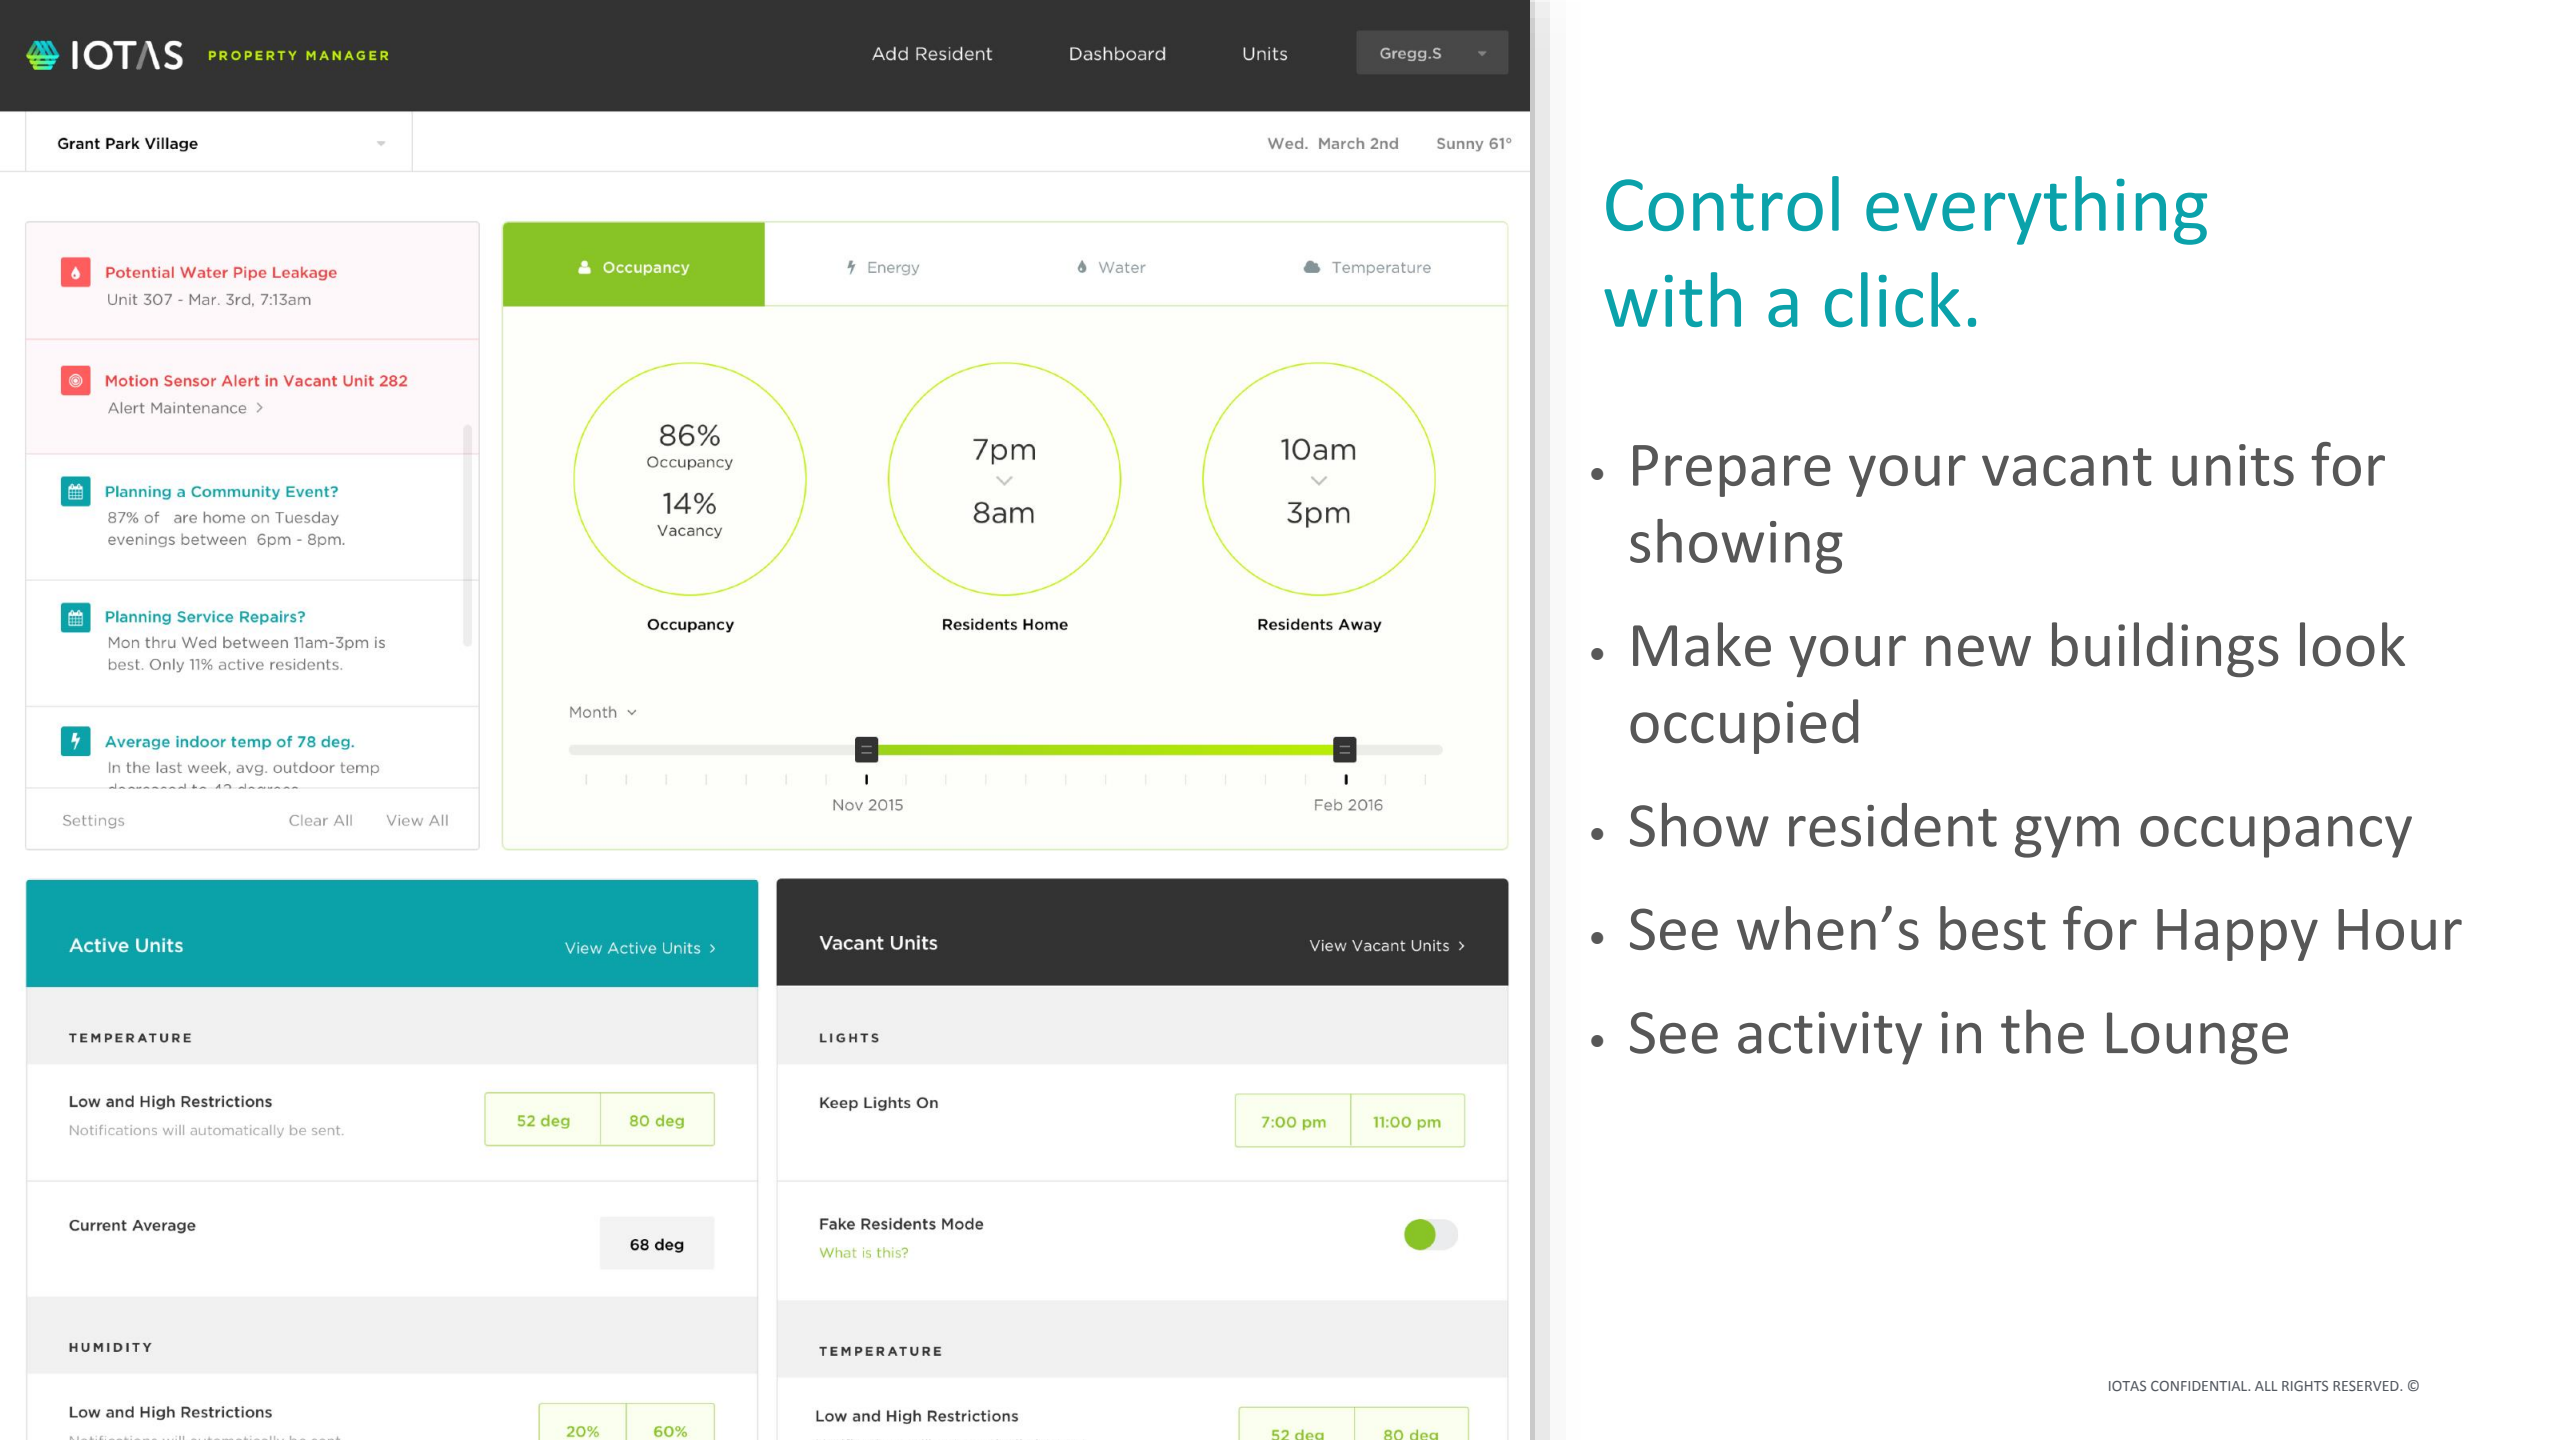 IOTAS PROPERTY MANAGER
Add Resident Dashboard Units Gregg.S
Grant Park Village
Wed. March 2nd Sunny 61°
Potential Water Pipe Leakage
Unit 307 - Mar. 3rd, 7:13am
Motion Sensor Alert in Vacant Unit 282
Alert Maintenance >
Planning a Community Event?
87% of are home on Tuesday
evenings between 6pm - 8pm.
Planning Service Repairs?
Mon thru Wed between 11am-3pm is
best. Only 11% active residents.
Average indoor temp of 78 deg.
In the last week, avg. outdoor temp
decreased to 42 degrees
Settings Clear All View All
Occupancy Energy Water Temperature
86%
Occupancy
14%
Vacancy
Occupancy
7pm
8am
Residents Home
10am
3pm
Residents Away
Month
Nov 2015 Feb 2016
Active Units View Active Units >
TEMPERATURE
Low and High Restrictions
Notifications will automatically be sent.
52 deg 80 deg
Current Average
68 deg
HUMIDITY
Low and High Restrictions
Notifications will automatically be sent
20% 60%
Vacant Units View Vacant Units >
LIGHTS
Keep Lights On
7:00 pm 11:00 pm
Fake Residents Mode
What is this?
TEMPERATURE
Low and High Restrictions
52 deg 80 deg
Control everything
with a click.
• Prepare your vacant units for
showing
• Make your new buildings look
occupied
• Show resident gym occupancy
• See when’s best for Happy Hour
• See activity in the Lounge
IOTAS CONFIDENTIAL. ALL RIGHTS RESERVED. ©